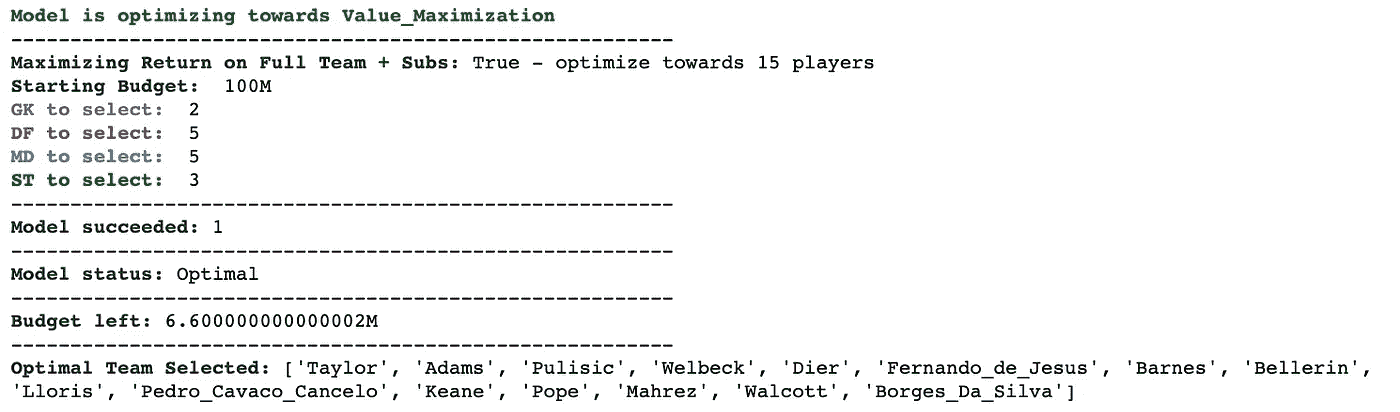 Model is optimizing towards Value_Maximization
--------------------------------------------------------
Maximizing Return on Full Team + Subs: True - optimize towards 15 players
Starting Budget:  100M
GK to select:  2
DF to select:  5
MD to select:  5
ST to select:  3
--------------------------------------------------------
Model succeeded: 1
--------------------------------------------------------
Model status: Optimal
--------------------------------------------------------
Budget left: 6.600000000000002M
--------------------------------------------------------
Optimal Team Selected: ['Taylor', 'Adams', 'Pulisic', 'Welbeck', 'Dier', 'Fernando_de_Jesus', 'Barnes', 'Bellerin',
'Lloris', 'Pedro_Cavaco_Cancelo', 'Keane', 'Pope', 'Mahrez', 'Walcott', 'Borges_Da_Silva']